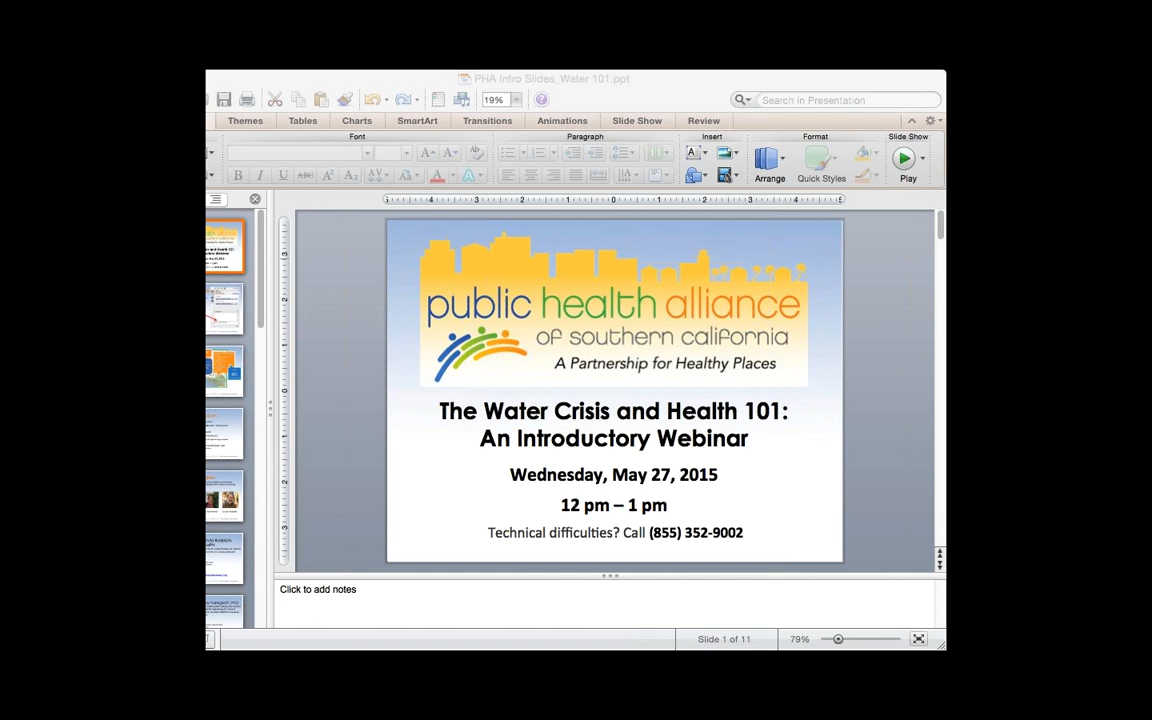 PHA Intro Slides_Water 101.ppt
19%
Search in Presentation
Themes Tables Charts SmartArt Transitions Animations Slide Show Review
Font Paragraph Insert Format Slide Show
Arrange Quick Styles Play
public health alliance
of southern california
A Partnership for Healthy Places
The Water Crisis and Health 101:
An Introductory Webinar
Wednesday, May 27, 2015
12 pm – 1 pm
Technical difficulties? Call (855) 352-9002
Click to add notes
Slide 1 of 11 79%